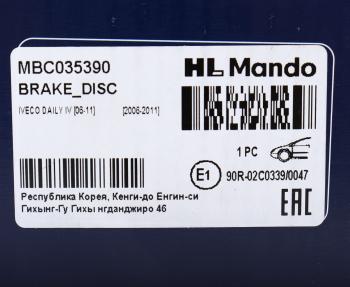 MBC035390
HL Mando
BRAKE_DISC
IVECO DAILY IV [06-11] [2006-2011]
1 PC
E1
90R-02C0339/0047
Республика Корея, Кенги-до Енгин-си
Гихынг-Гу Гихы нгданджиро 46
EAC